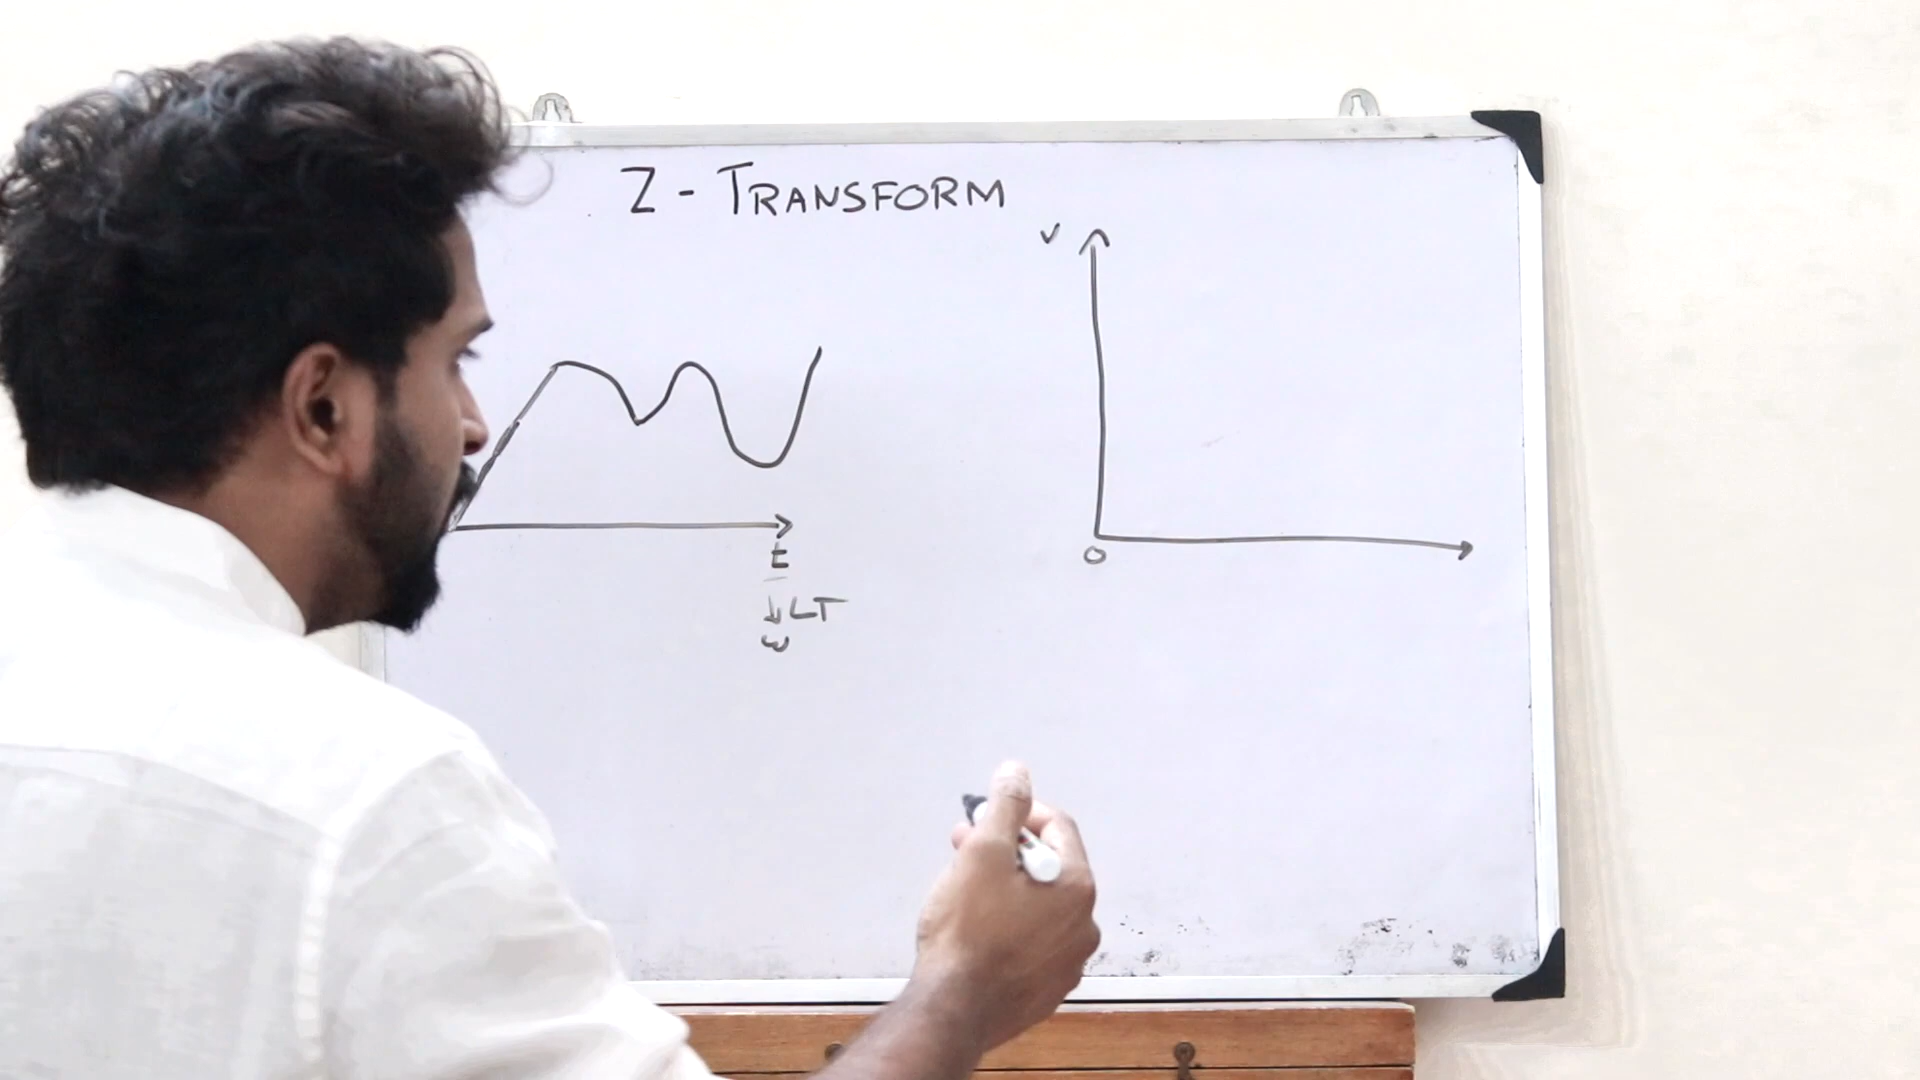 Z - TRANSFORM
V
t
↓ LT
ω
0